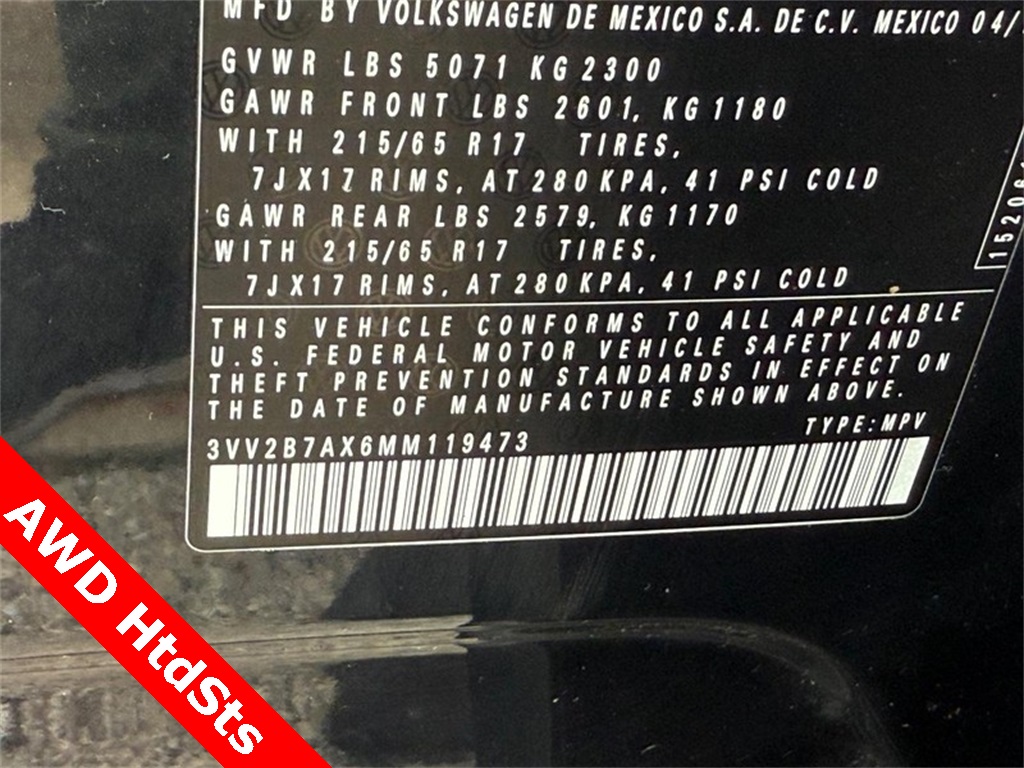 MFD BY VOLKSWAGEN DE MEXICO S.A. DE C.V. MEXICO 04/
GVWR LBS 5071 KG 2300
GAWR FRONT LBS 2601, KG 1180
WITH 215/65 R17 TIRES,
7JX17 RIMS, AT 280 KPA, 41 PSI COLD
GAWR REAR LBS 2579, KG 1170
WITH 215/65 R17 TIRES,
7JX17 RIMS, AT 280 KPA, 41 PSI COLD
THIS VEHICLE CONFORMS TO ALL APPLICABLE
U.S. FEDERAL MOTOR VEHICLE SAFETY AND
THEFT PREVENTION STANDARDS IN EFFECT ON
THE DATE OF MANUFACTURE SHOWN ABOVE.
3VV2B7AX6MM119473 TYPE:MPV
AWD HtdSts